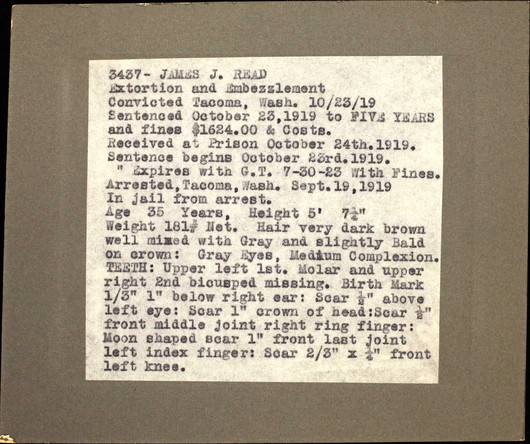 3437- JAMES J. READ
Extortion and Embezzlement
Convicted Tacoma, Wash. 10/23/19
Sentenced October 23,1919 to FIVE YEARS
and fines $1624.00 & Costs.
Received at Prison October 24th.1919.
Sentence begins October 23rd.1919.
" Expires with G.T. 7-30-23 With Fines.
Arrested,Tacoma,Wash. Sept.19,1919
In jail from arrest.
Age 35 Years, Height 5' 7¼"
Weight 181# Net. Hair very dark brown
well mixed with Gray and slightly Bald
on crown: Gray Eyes, Medium Complexion.
TEETH: Upper left 1st. Molar and upper
right 2nd bicusped missing. Birth Mark
1/3" 1" below right ear: Scar ½" above
left eye: Scar 1" crown of head:Scar ½"
front middle joint right ring finger:
Moon shaped scar 1" front last joint
left index finger: Scar 2/3" x ¼" front
left knee.